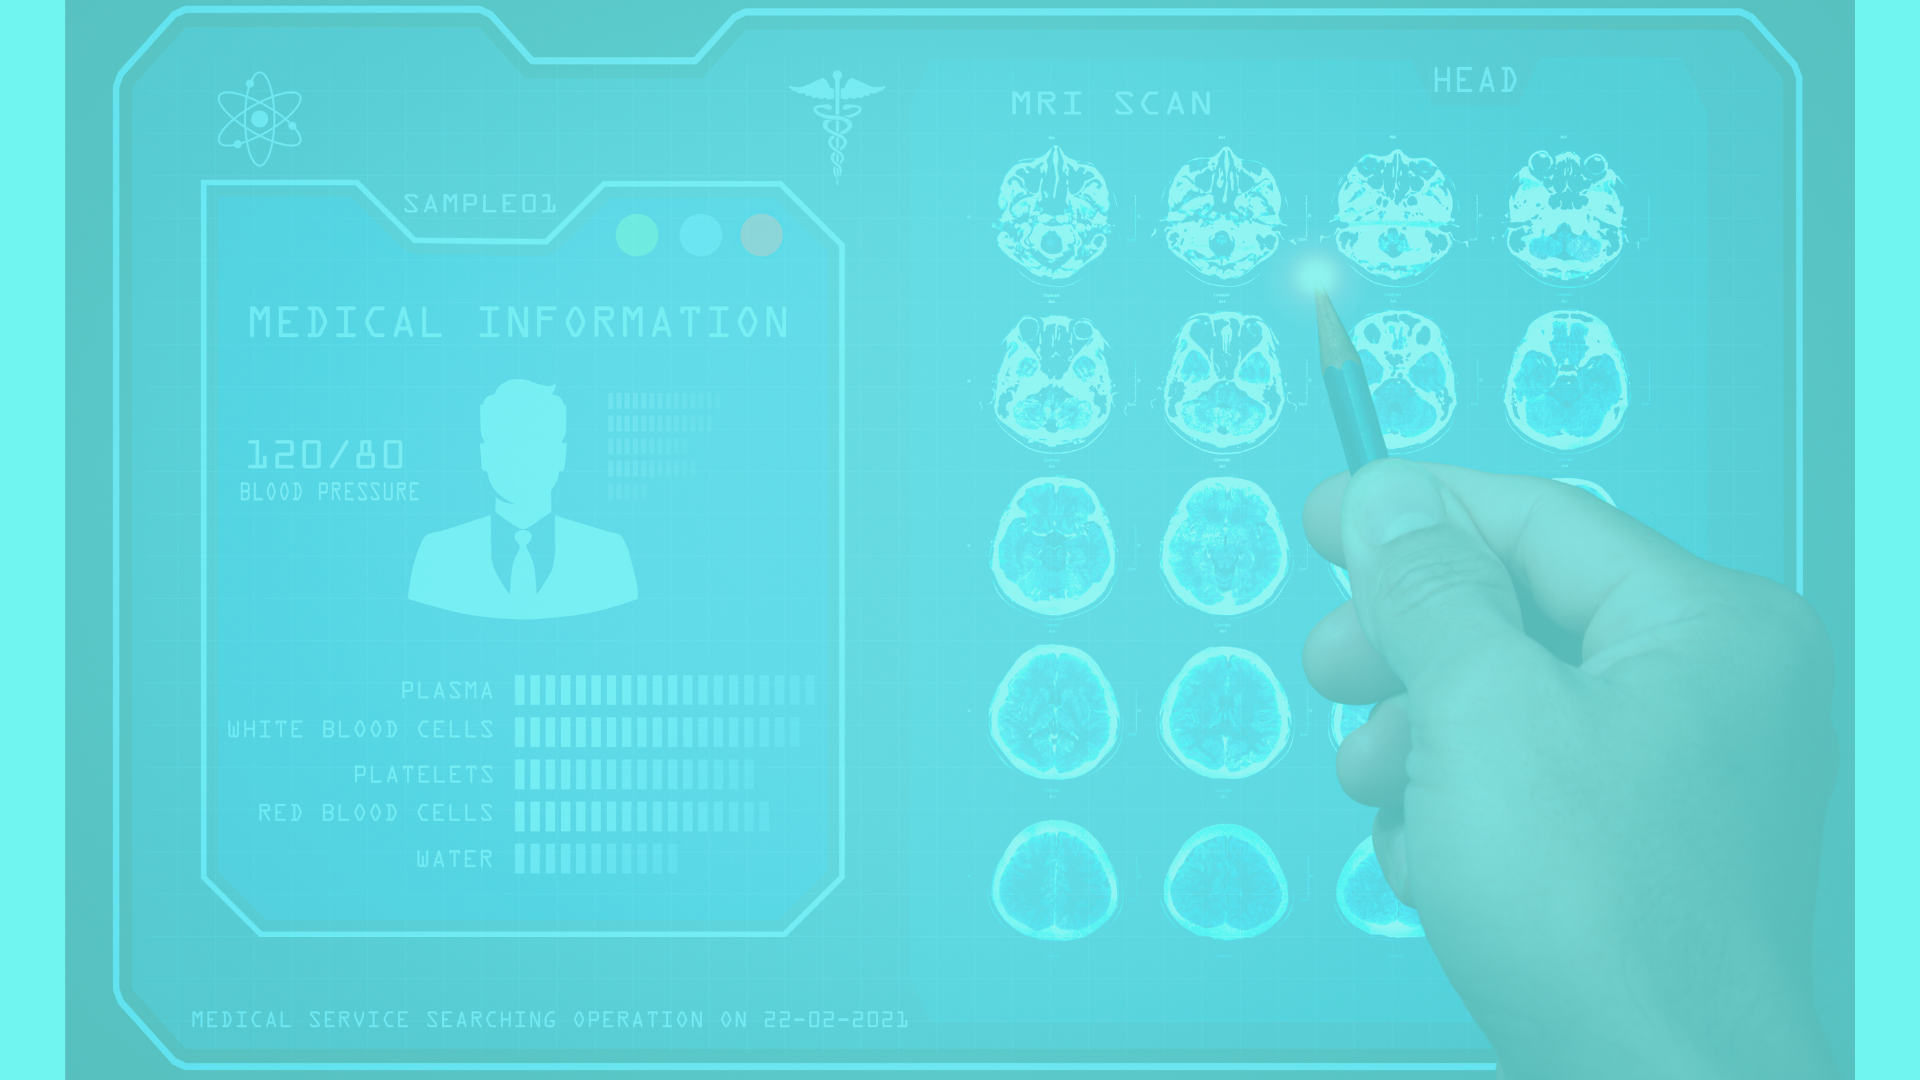 SAMPLE01
MEDICAL INFORMATION
120/80
BLOOD PRESSURE
PLASMA
WHITE BLOOD CELLS
PLATELETS
RED BLOOD CELLS
WATER
MEDICAL SERVICE SEARCHING OPERATION ON 22-02-2021
MRI SCAN
HEAD